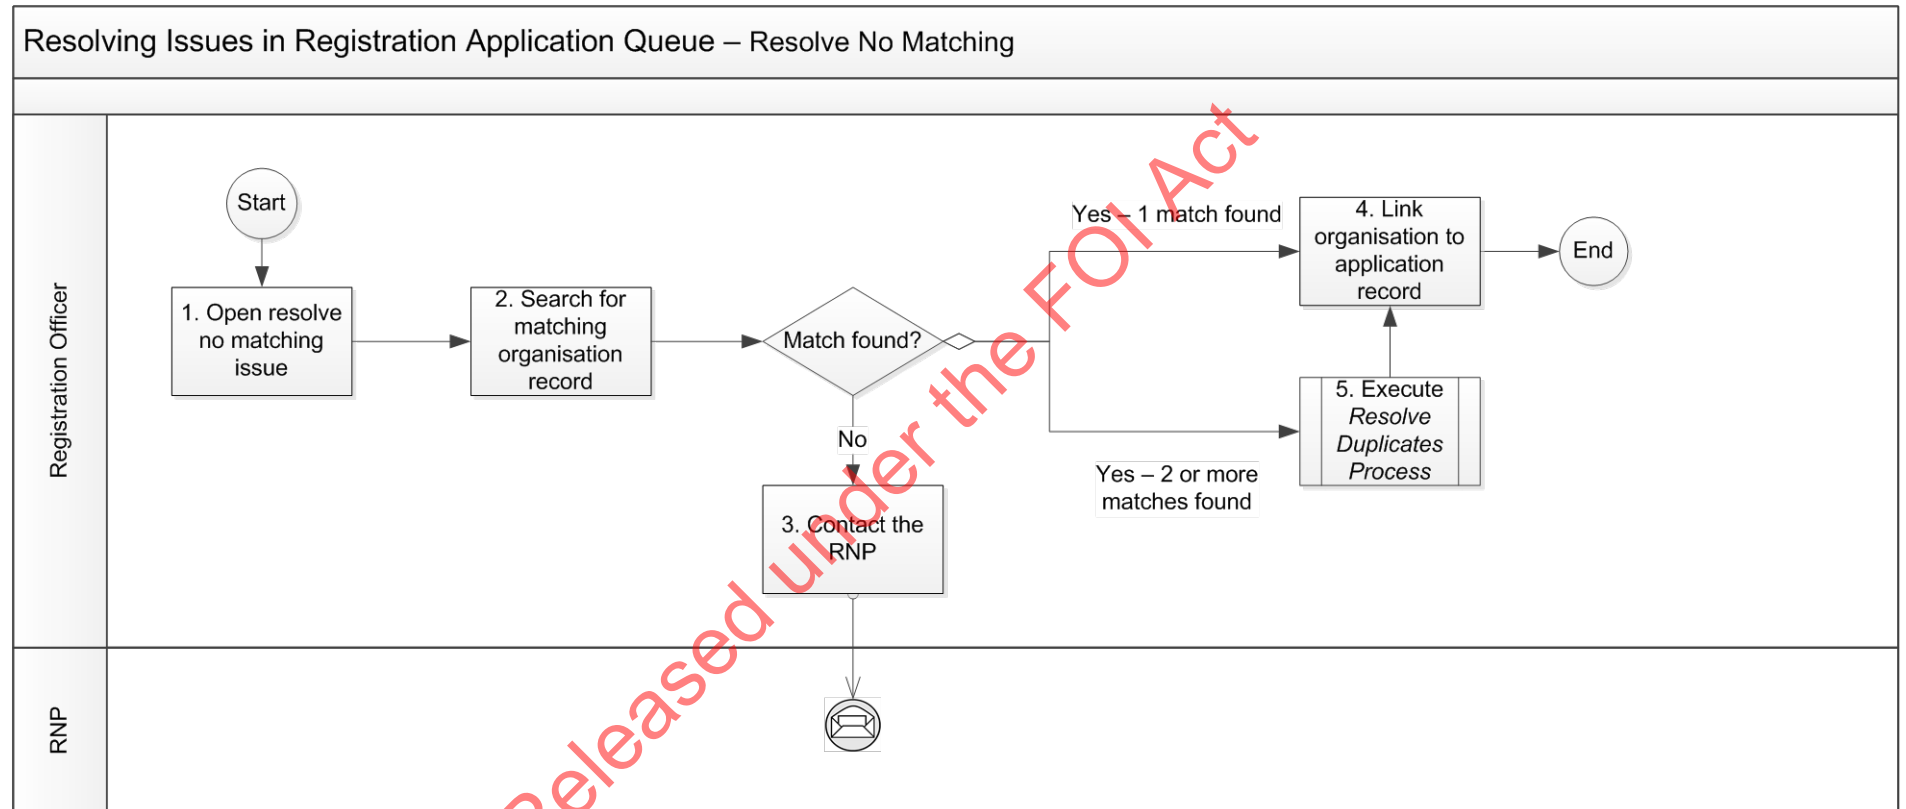 Resolving Issues in Registration Application Queue – Resolve No Matching
Registration Officer
Start
1. Open resolve
no matching
issue
2. Search for
matching
organisation
record
Match found?
No
3. Contact the
RNP
Yes – 1 match found
4. Link
organisation to
application
record
End
Yes – 2 or more
matches found
5. Execute
Resolve
Duplicates
Process
RNP
Released under the FOI Act